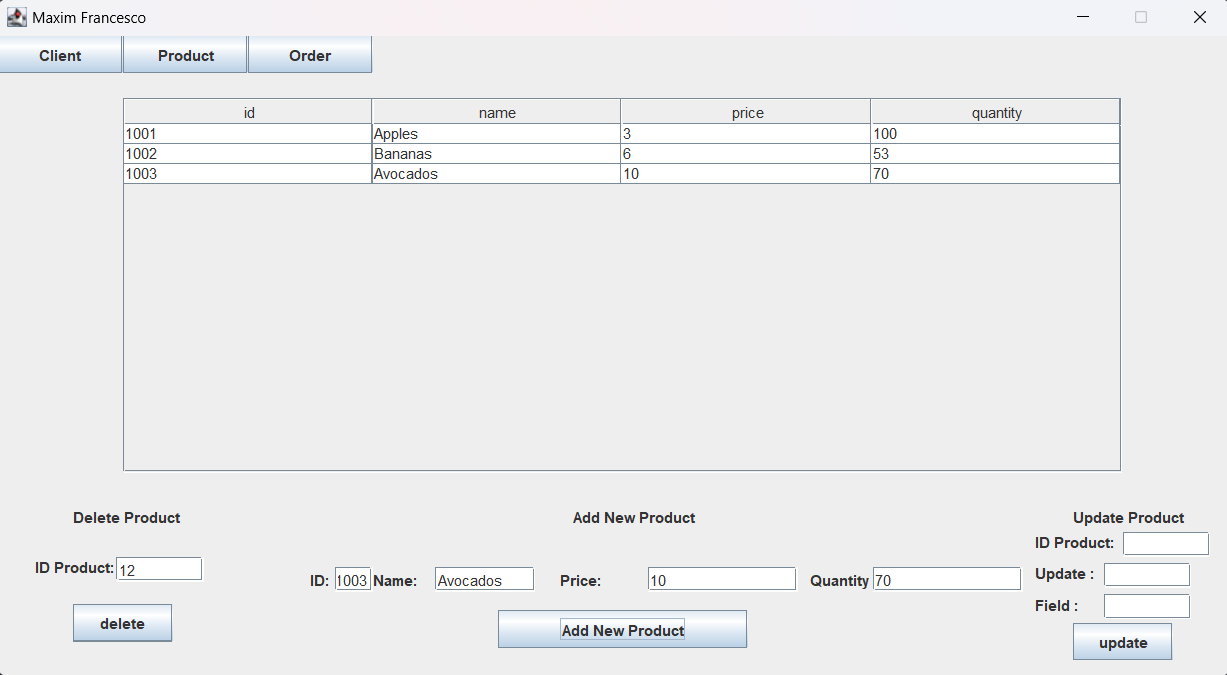 Maxim Francesco
Client Product Order
id name price quantity
1001 Apples 3 100
1002 Bananas 6 53
1003 Avocados 10 70
Delete Product Add New Product Update Product
ID Product:
ID Product: 12
Update :
ID: 1003 Name: Avocados Price: 10 Quantity 70
Field :
delete Add New Product update